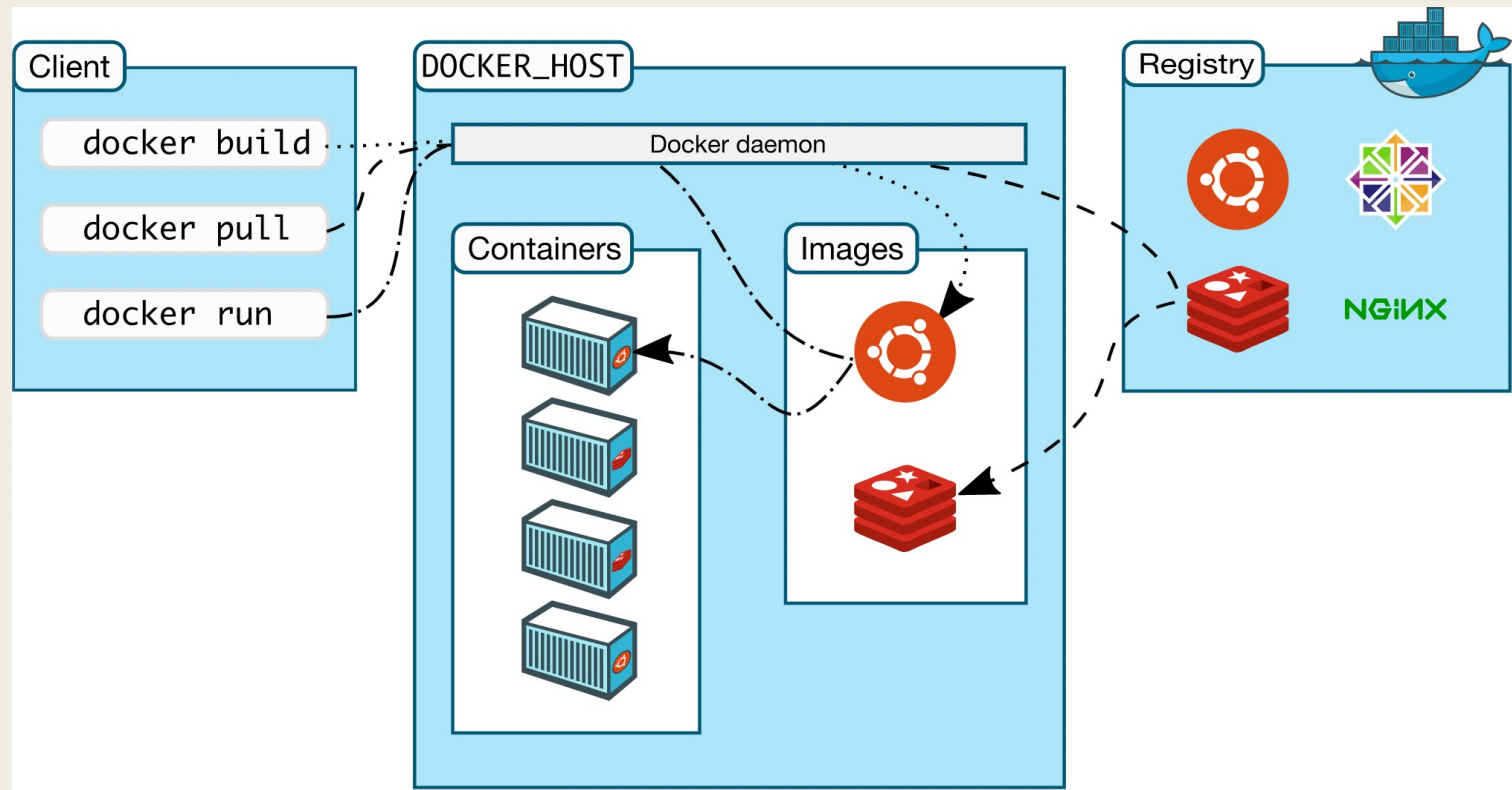 Client
docker build
docker pull
docker run
DOCKER_HOST
Docker daemon
Containers
Images
Registry
NGiNX